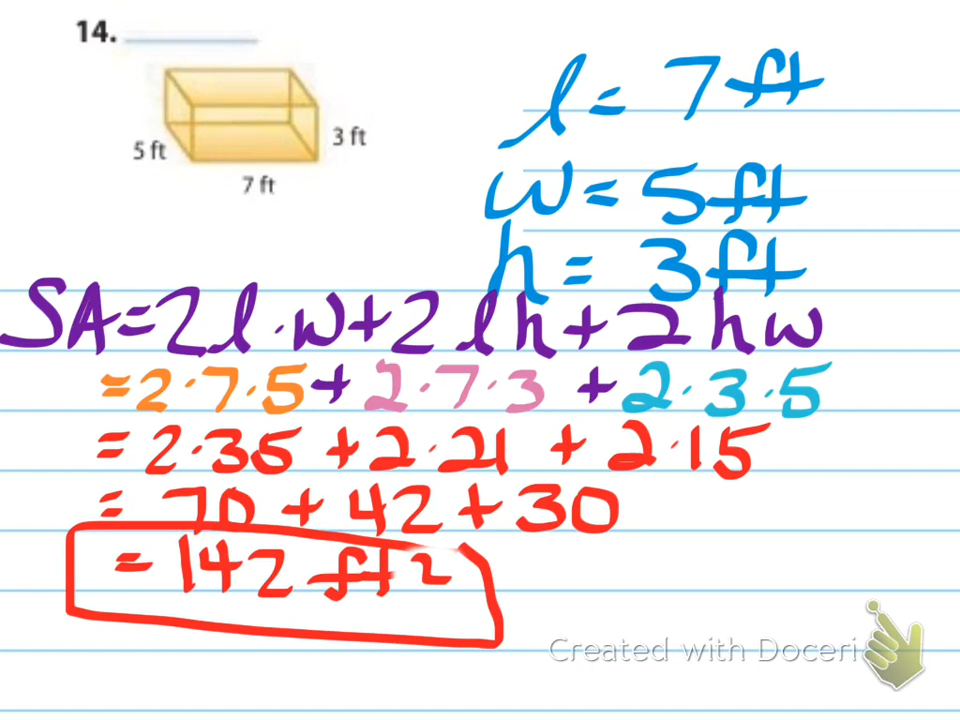 14.
5 ft
3 ft
7 ft
l = 7 ft
w = 5 ft
h = 3 ft
SA = 2l·w + 2lh + 2hw
= 2·7·5 + 2·7·3 + 2·3·5
= 2·35 + 2·21 + 2·15
= 70 + 42 + 30
= 142 ft 2
Created with Doceri